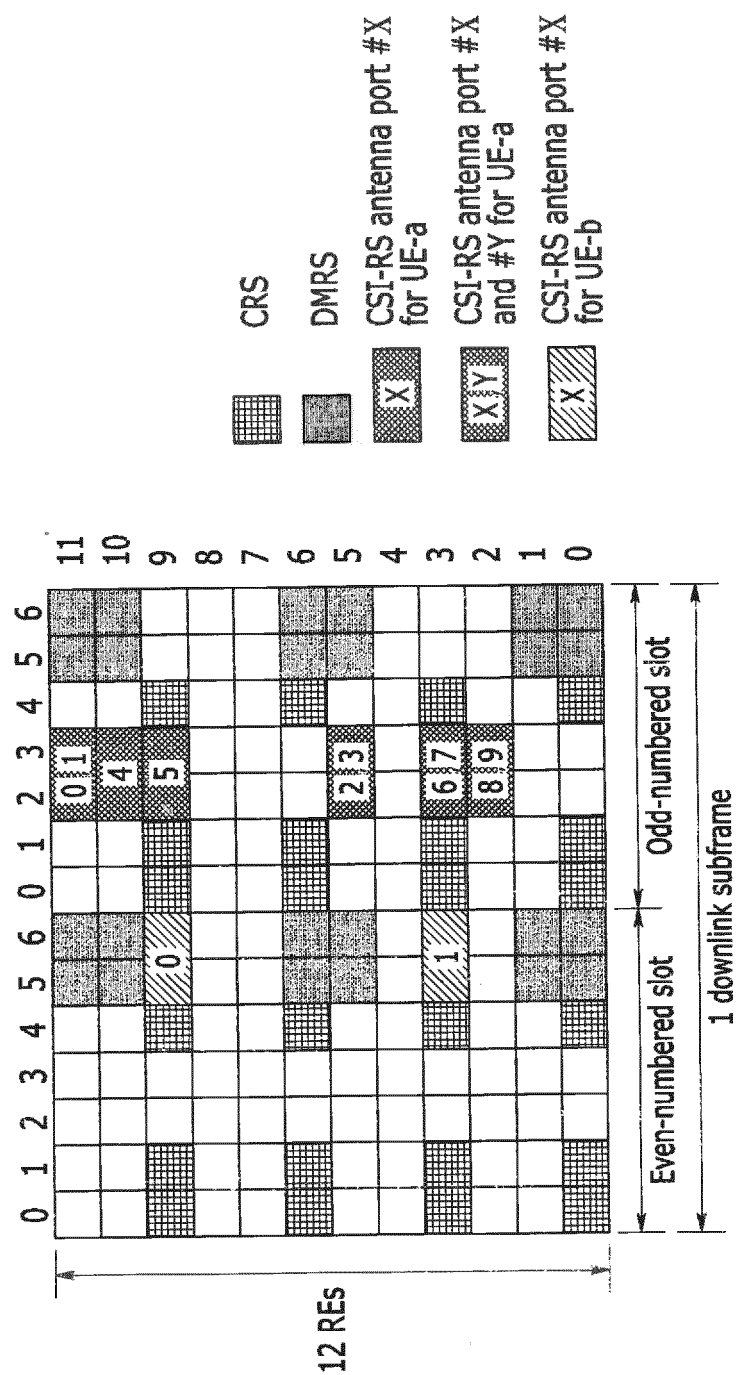 0 1 2 3 4 5 6 0 1 2 3 4 5 6
0 1 11
4 10
0 5 9
8
7
6
2 3 5
4
1 6 7 3
8 9 2
1
0
12 REs
Even-numbered slot
Odd-numbered slot
1 downlink subframe
CRS
DMRS
X
CSI-RS antenna port #X
for UE-a
X Y
CSI-RS antenna port #X
and #Y for UE-a
X
CSI-RS antenna port #X
for UE-b